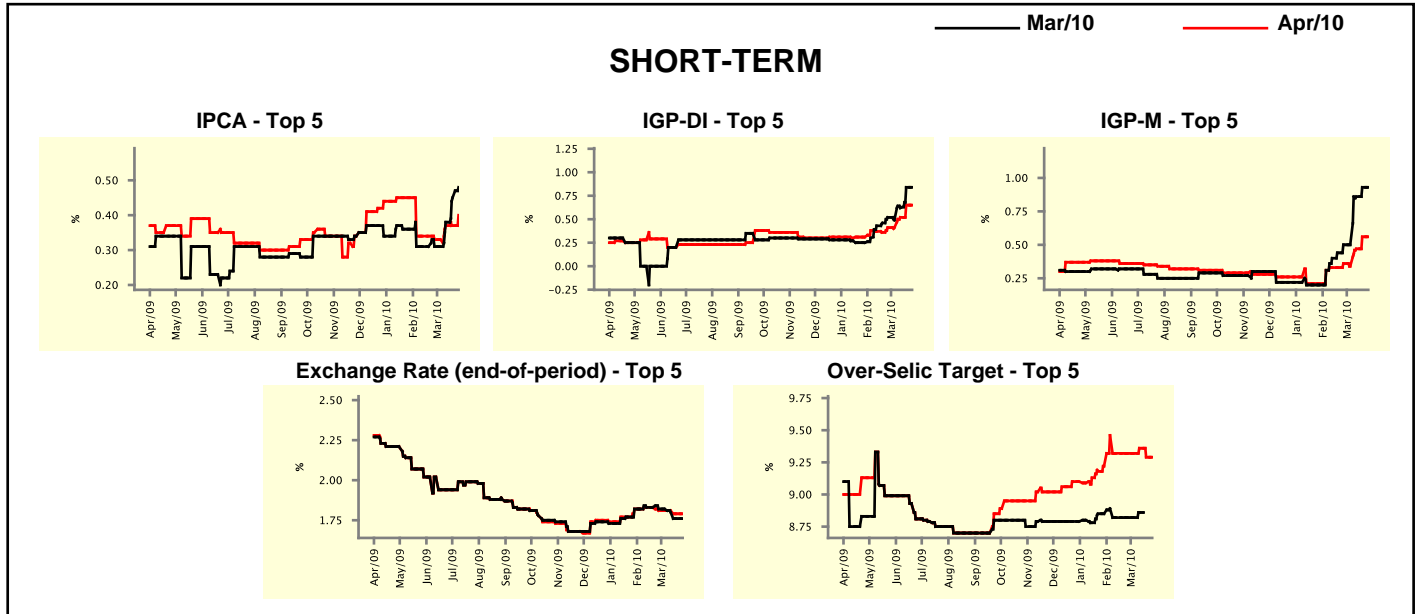 Mar/10 Apr/10
SHORT-TERM
IPCA - Top 5
0.50
0.40
0.30
0.20
%
Apr/09 May/09 Jun/09 Jul/09 Aug/09 Sep/09 Oct/09 Nov/09 Dec/09 Jan/10 Feb/10 Mar/10
IGP-DI - Top 5
1.25
1.00
0.75
0.50
0.25
0.00
-0.25
%
Apr/09 May/09 Jun/09 Jul/09 Aug/09 Sep/09 Oct/09 Nov/09 Dec/09 Jan/10 Feb/10 Mar/10
IGP-M - Top 5
1.00
0.75
0.50
0.25
%
Apr/09 May/09 Jun/09 Jul/09 Aug/09 Sep/09 Oct/09 Nov/09 Dec/09 Jan/10 Feb/10 Mar/10
Exchange Rate (end-of-period) - Top 5
2.50
2.25
2.00
1.75
%
Apr/09 May/09 Jun/09 Jul/09 Aug/09 Sep/09 Oct/09 Nov/09 Dec/09 Jan/10 Feb/10 Mar/10
Over-Selic Target - Top 5
9.75
9.50
9.25
9.00
8.75
%
Apr/09 May/09 Jun/09 Jul/09 Aug/09 Sep/09 Oct/09 Nov/09 Dec/09 Jan/10 Feb/10 Mar/10